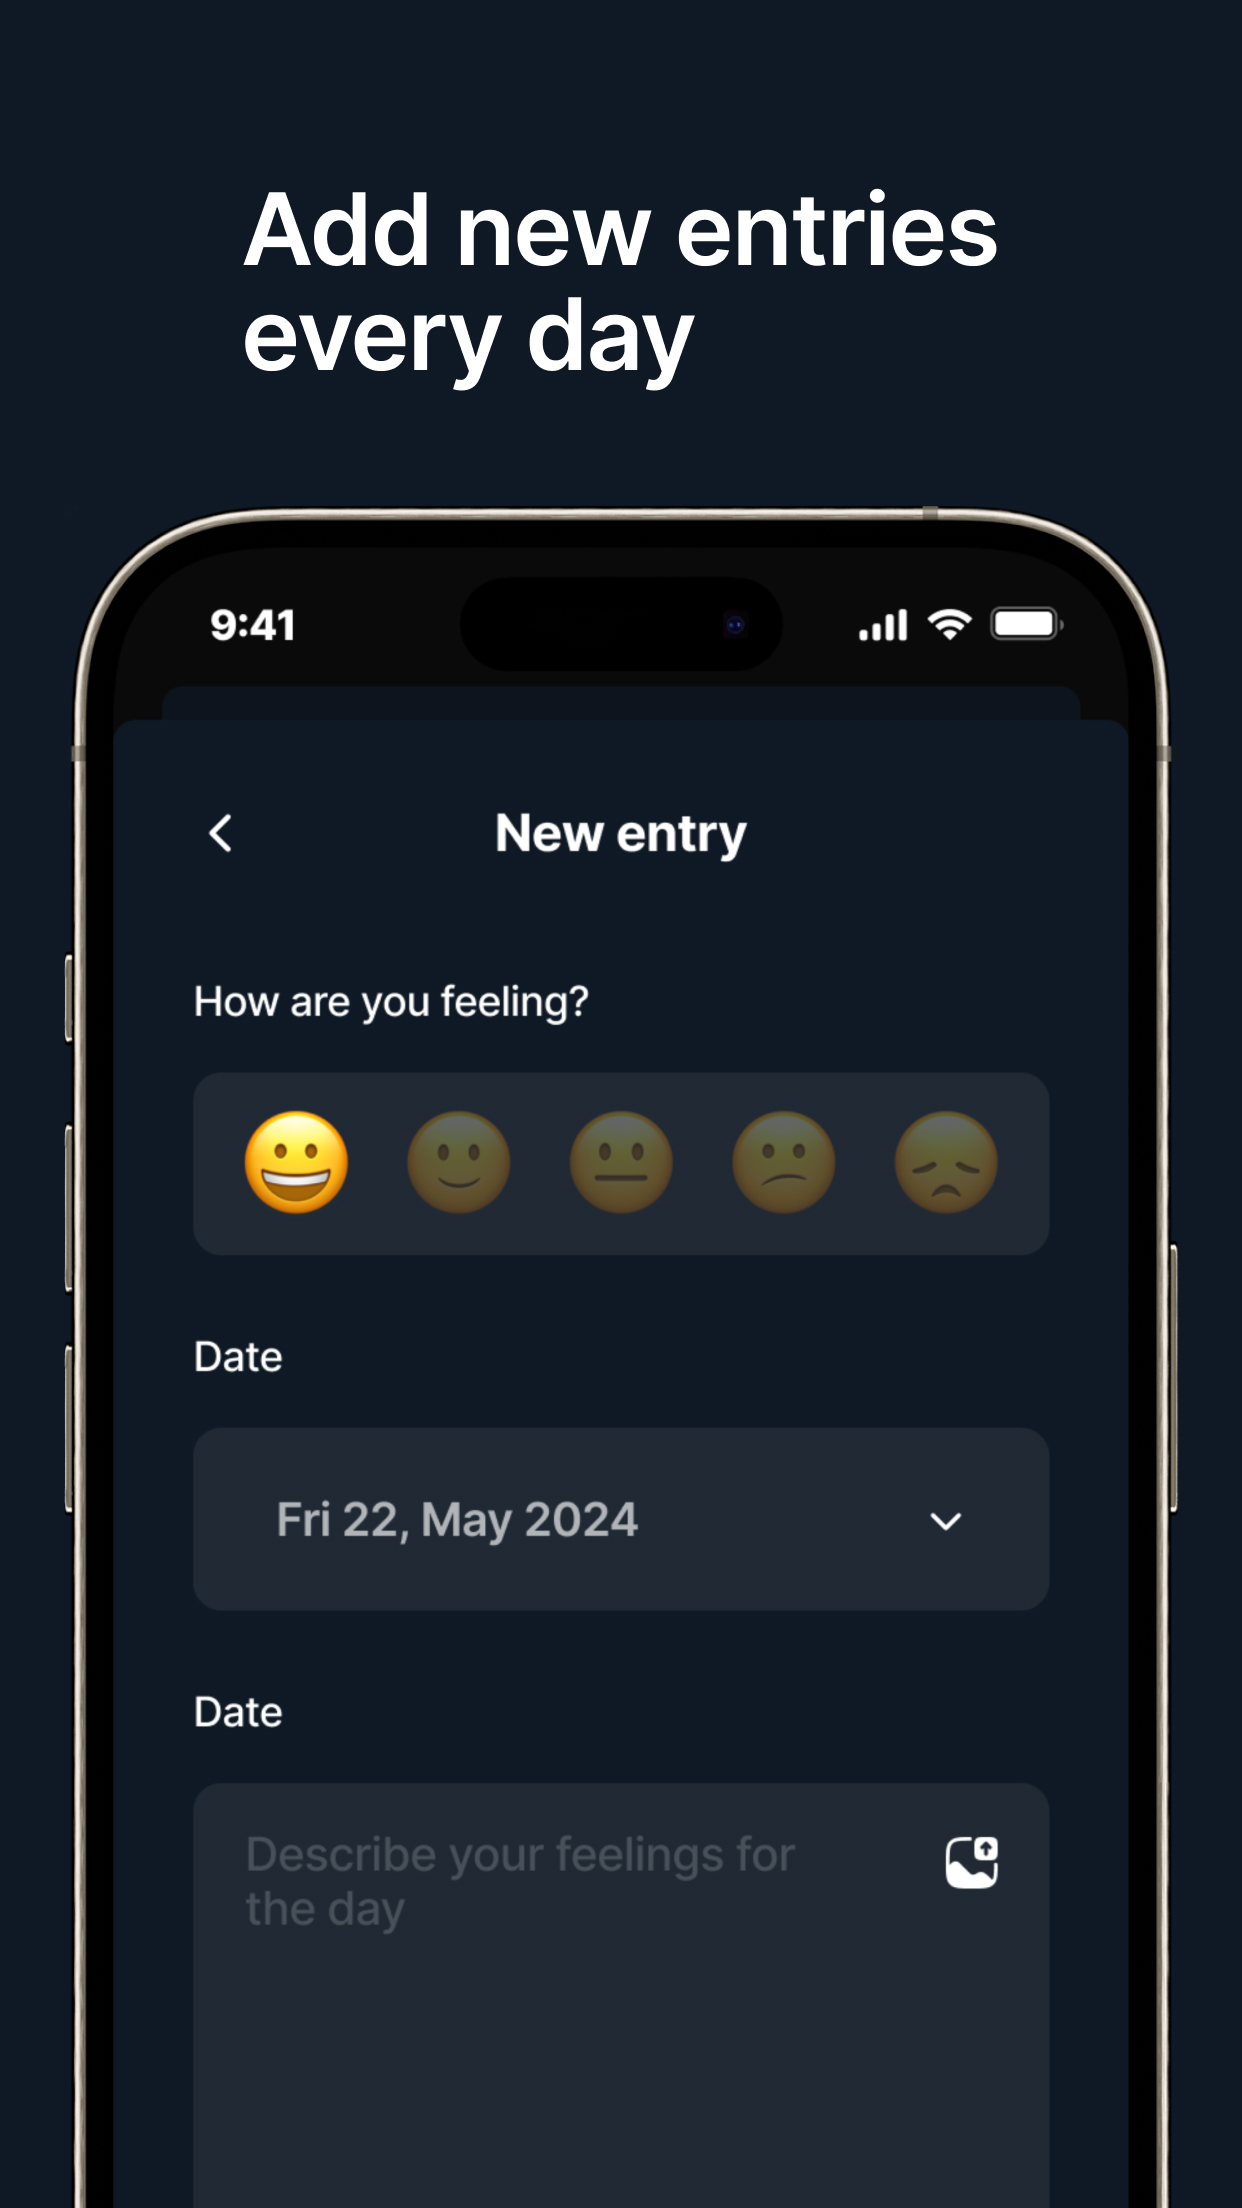 Add new entries
every day
9:41
New entry
How are you feeling?
Date
Fri 22, May 2024
Date
Describe your feelings for
the day